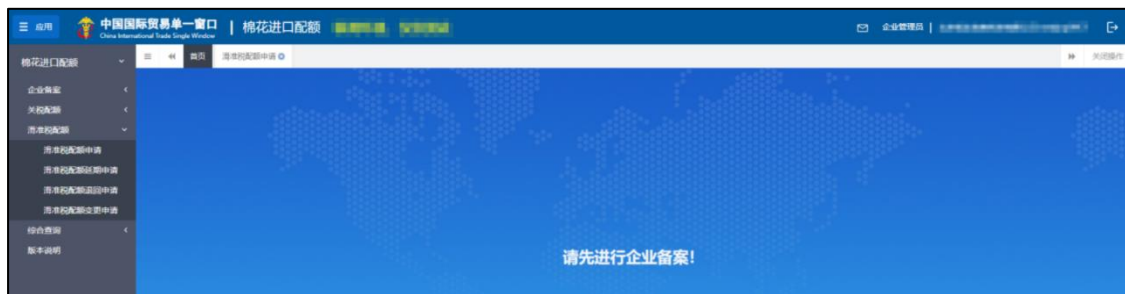 应用
中国国际贸易单一窗口
China International Trade Single Window
棉花进口配额
企业管理员
棉花进口配额
首页
滑准税配额申请
关闭操作
企业备案
关税配额
滑准税配额
滑准税配额申请
滑准税配额延期申请
滑准税配额退回申请
滑准税配额变更申请
综合查询
版本说明
请先进行企业备案!